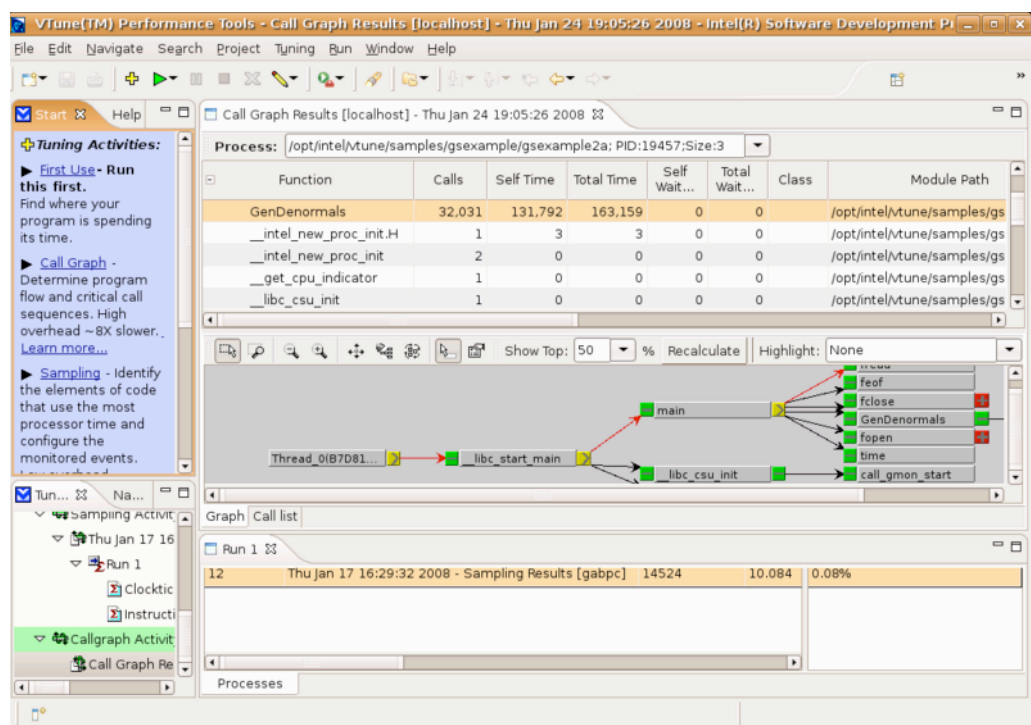 VTune(TM) Performance Tools - Call Graph Results [localhost] - Thu Jan 24 19:05:26 2008 - Intel(R) Software Development
File Edit Navigate Search Project Tuning Run Window Help
Start Help
Tuning Activities:
First Use - Run this first.
Find where your
program is spending
its time.
Call Graph -
Determine program
flow and critical call
sequences. High
overhead ~8X slower.
Learn more...
Sampling - Identify
the elements of code
that use the most
processor time and
configure the
monitored events.
Call Graph Results [localhost] - Thu Jan 24 19:05:26 2008
Process: /opt/intel/vtune/samples/gsexample/gsexample2a; PID:19457;Size:3
Function Calls Self Time Total Time Self Wait... Total Wait... Class Module Path
GenDenormals 32,031 131,792 163,159 0 0 /opt/intel/vtune/samples/gs
__intel_new_proc_init.H 1 3 3 0 0 /opt/intel/vtune/samples/gs
__intel_new_proc_init 2 0 0 0 0 /opt/intel/vtune/samples/gs
__get_cpu_indicator 1 0 0 0 0 /opt/intel/vtune/samples/gs
__libc_csu_init 1 0 0 0 0 /opt/intel/vtune/samples/gs
Show Top: 50 % Recalculate Highlight: None
feof
main fclose
GenDenormals
fopen
Thread_0(B7D81... __libc_start_main time
__libc_csu_init call_gmon_start
Graph Call list
Tun... Na...
Sampling Activit
Thu Jan 17 16
Run 1
Clocktic
Instructi
Callgraph Activit
Call Graph Re
Run 1
12 Thu Jan 17 16:29:32 2008 - Sampling Results [gabpc] 14524 10.084 0.08%
Processes